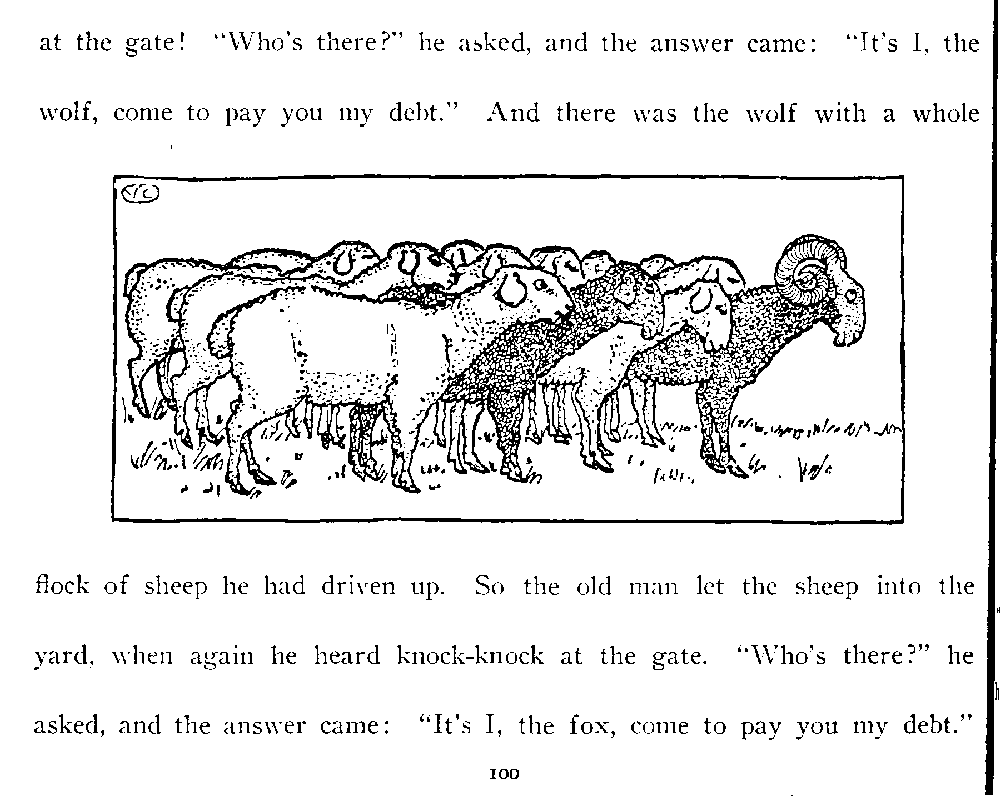 at the gate! “Who’s there?” he asked, and the answer came: “It’s I, the
wolf, come to pay you my debt.” And there was the wolf with a whole
flock of sheep he had driven up. So the old man let the sheep into the
yard, when again he heard knock-knock at the gate. “Who’s there?” he
asked, and the answer came: “It’s I, the fox, come to pay you my debt.”
100